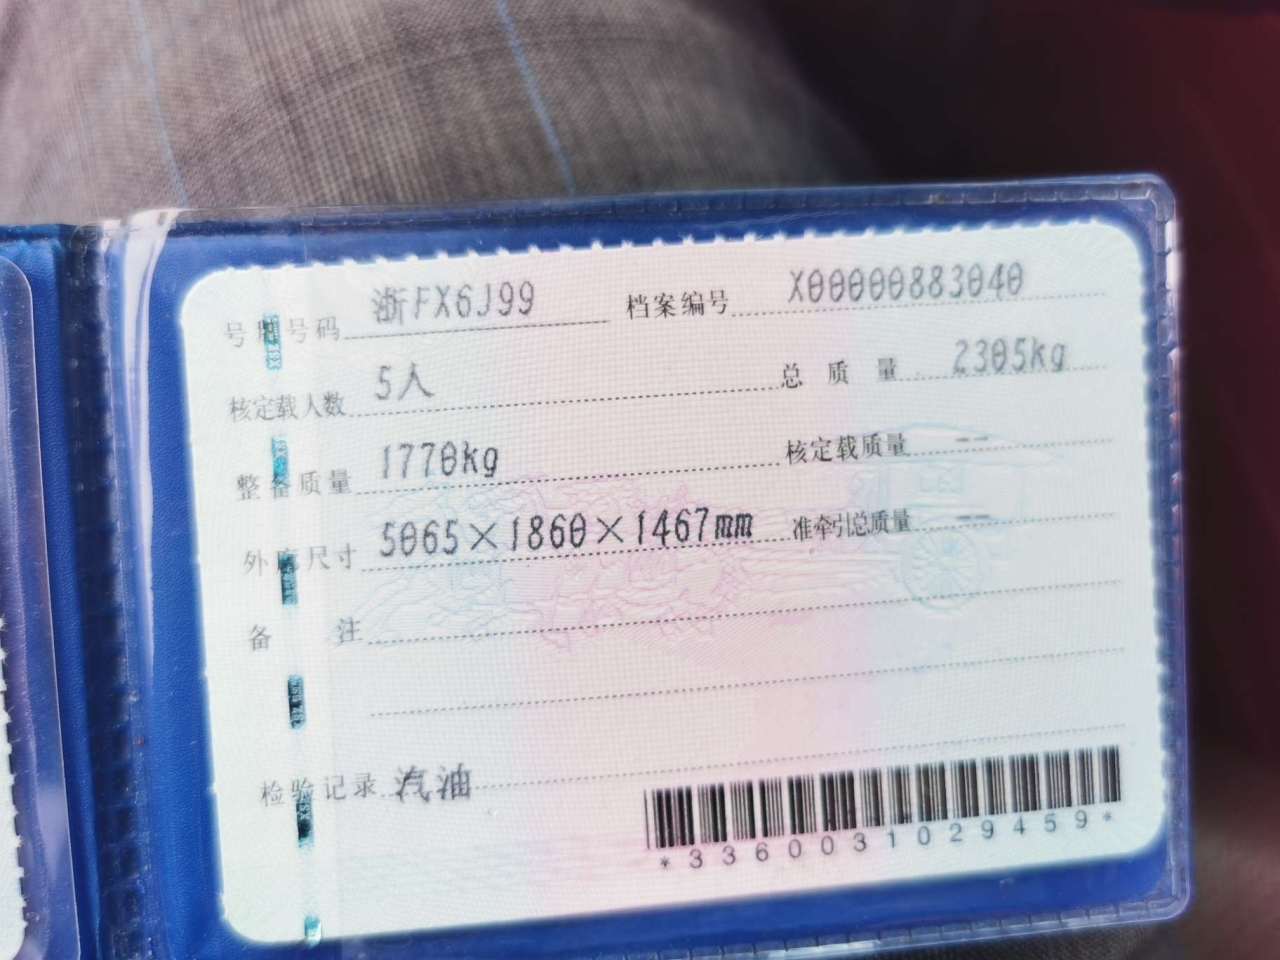 号牌号码 浙FX6J99 档案编号 X00000883040
核定载人数 5人 总质量 2305kg
整备质量 1770kg 核定载质量 --
外廓尺寸 5065×1860×1467mm 准牵引总质量 --
备注
检验记录 汽油
*3360031029459*